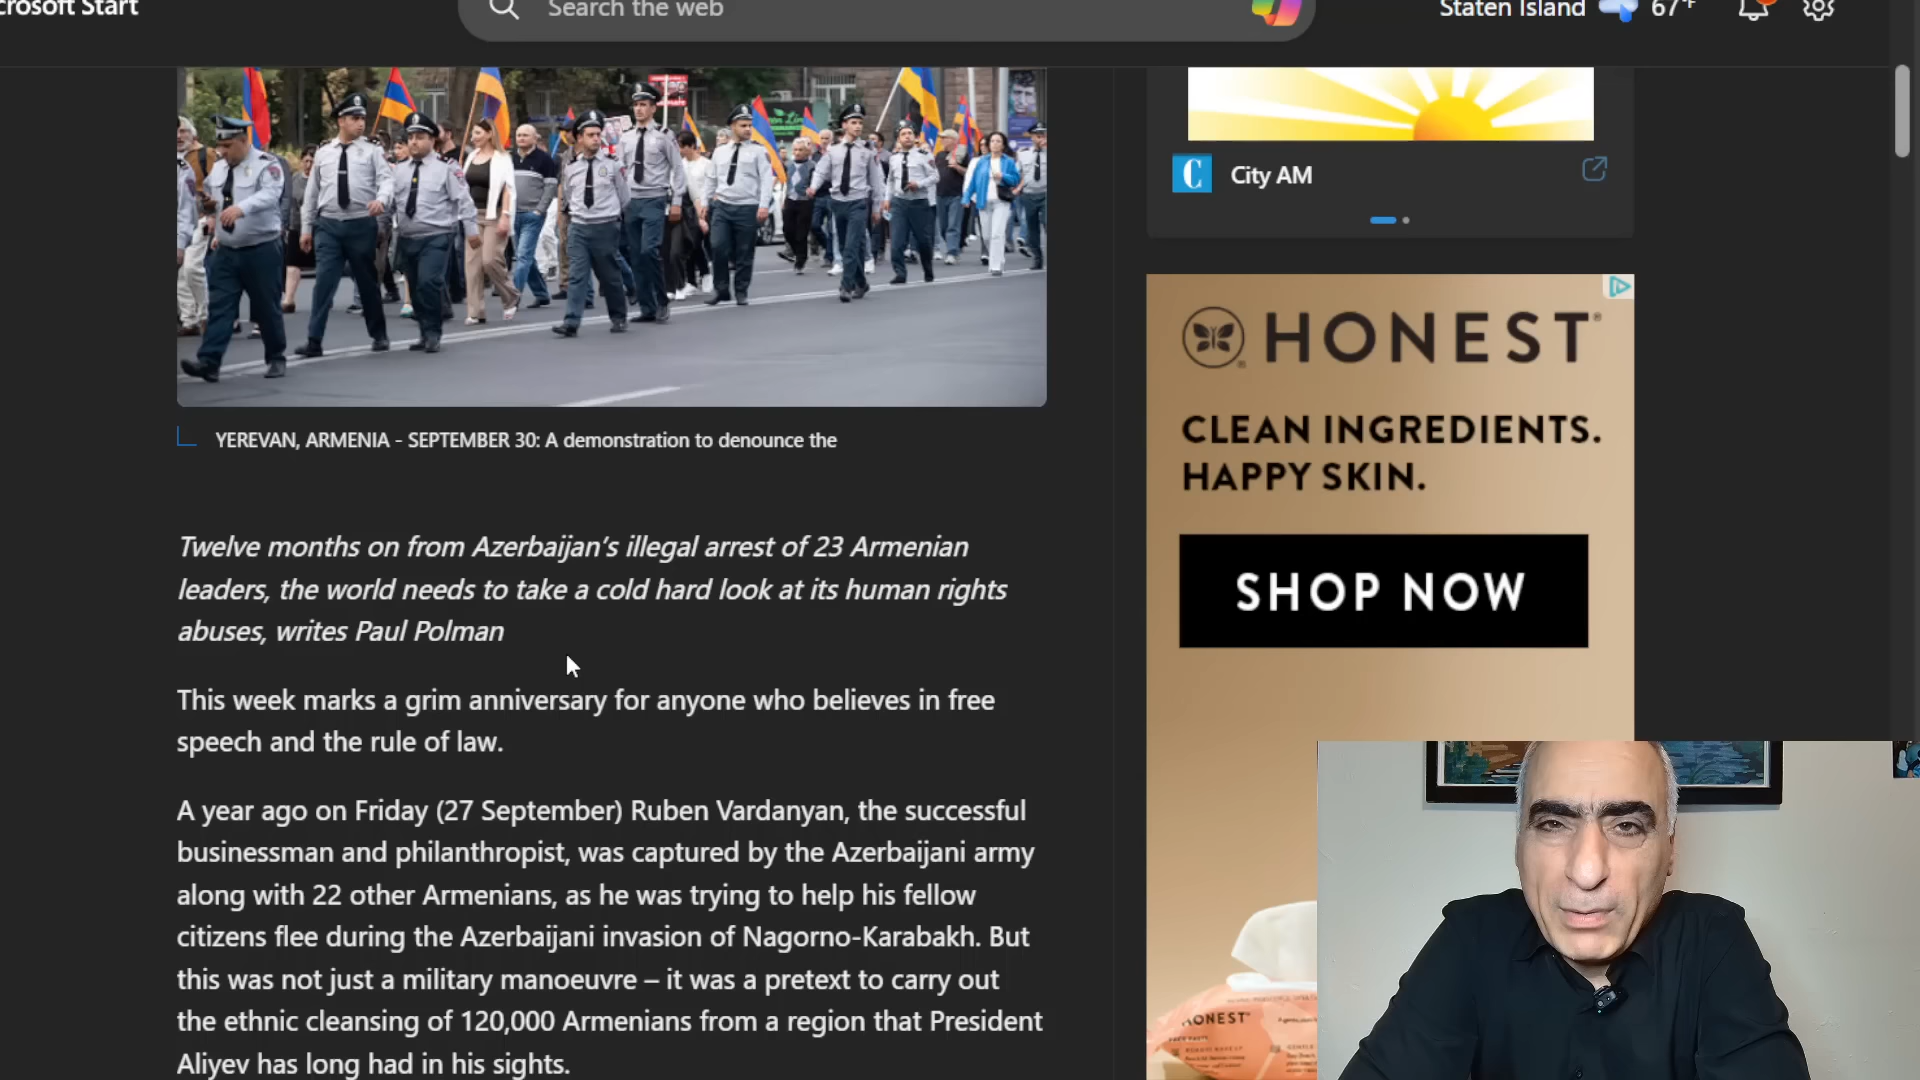 crosoft Start
Search the web
Staten Island 67°F
City AM
YEREVAN, ARMENIA - SEPTEMBER 30: A demonstration to denounce the
Twelve months on from Azerbaijan’s illegal arrest of 23 Armenian
leaders, the world needs to take a cold hard look at its human rights
abuses, writes Paul Polman
This week marks a grim anniversary for anyone who believes in free
speech and the rule of law.
A year ago on Friday (27 September) Ruben Vardanyan, the successful
businessman and philanthropist, was captured by the Azerbaijani army
along with 22 other Armenians, as he was trying to help his fellow
citizens flee during the Azerbaijani invasion of Nagorno-Karabakh. But
this was not just a military manoeuvre – it was a pretext to carry out
the ethnic cleansing of 120,000 Armenians from a region that President
Aliyev has long had in his sights.
HONEST®
CLEAN INGREDIENTS.
HAPPY SKIN.
SHOP NOW
HONEST